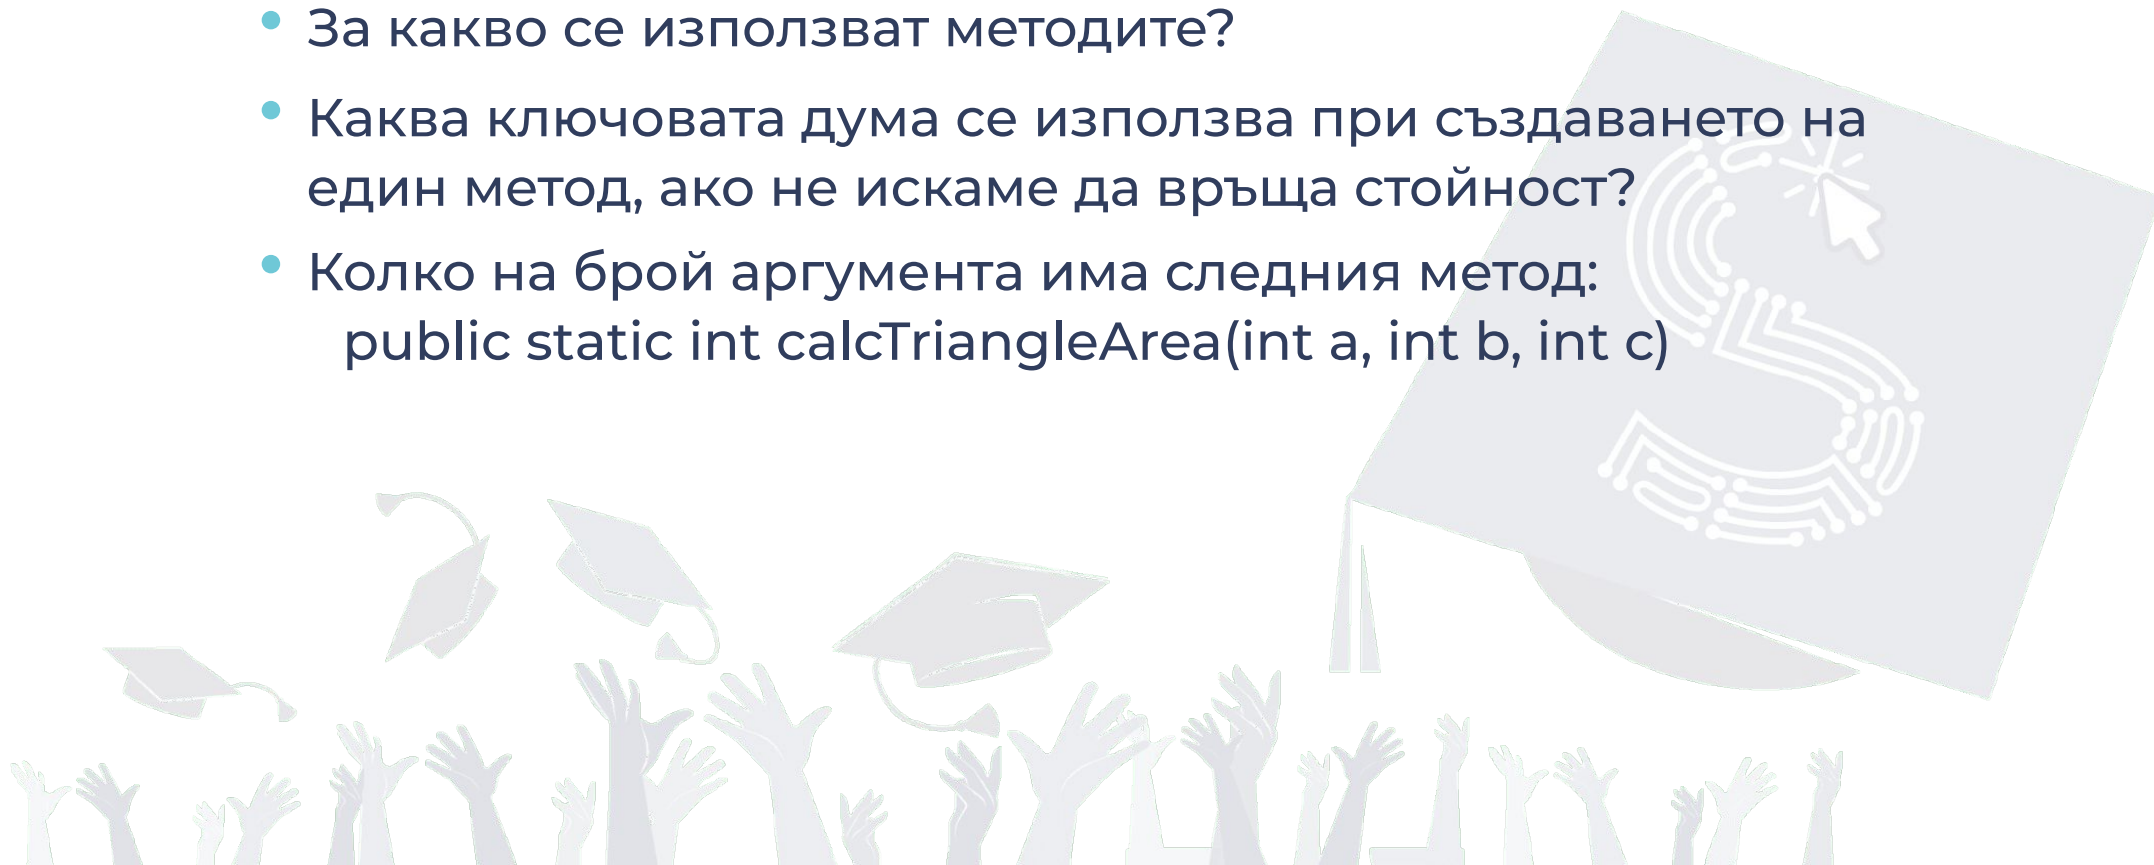 • За какво се използват методите?
• Каква ключовата дума се използва при създаването на
един метод, ако не искаме да връща стойност?
• Колко на брой аргумента има следния метод:
public static int calcTriangleArea(int a, int b, int c)